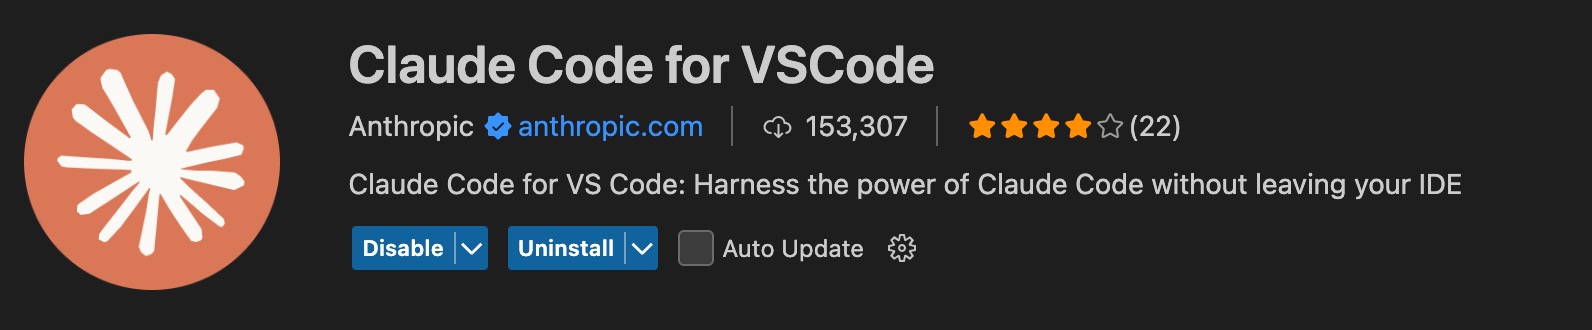 Claude Code for VSCode
Anthropic anthropic.com 153,307 (22)
Claude Code for VS Code: Harness the power of Claude Code without leaving your IDE
Disable Uninstall Auto Update